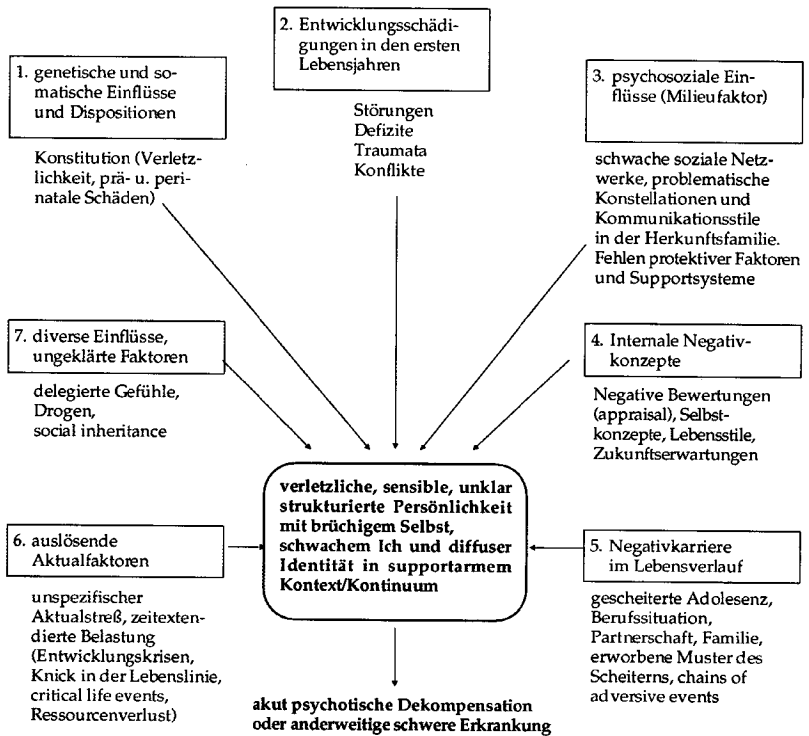 1. genetische und so-
matische Einflüsse
und Dispositionen
Konstitution (Verletz-
lichkeit, prä- u. peri-
natale Schäden)
2. Entwicklungsschädi-
gungen in den ersten
Lebensjahren
Störungen
Defizite
Traumata
Konflikte
3. psychosoziale Ein-
flüsse (Milieufaktor)
schwache soziale Netz-
werke, problematische
Konstellationen und
Kommunikationsstile
in der Herkunftsfamilie.
Fehlen protektiver Faktoren
und Supportsysteme
4. Internale Negativ-
konzepte
Negative Bewertungen
(appraisal), Selbst-
konzepte, Lebensstile,
Zukunftserwartungen
5. Negativkarriere
im Lebensverlauf
gescheiterte Adolesenz,
Berufssituation,
Partnerschaft, Familie,
erworbene Muster des
Scheiterns, chains of
adversive events
6. auslösende
Aktualfaktoren
unspezifischer
Aktualstreß, zeitexten-
dierte Belastung
(Entwicklungskrisen,
Knick in der Lebenslinie,
critical life events,
Ressourcenverlust)
7. diverse Einflüsse,
ungeklärte Faktoren
delegierte Gefühle,
Drogen,
social inheritance
verletzliche, sensible, unklar
strukturierte Persönlichkeit
mit brüchigem Selbst,
schwachem Ich und diffuser
Identität in supportarmem
Kontext/Kontinuum
akut psychotische Dekompensation
oder anderweitige schwere Erkrankung